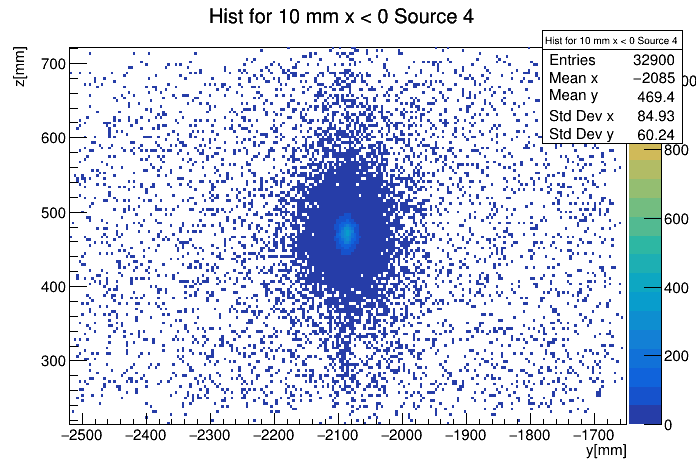 Hist for 10 mm x < 0 Source 4
Hist for 10 mm x < 0 Source 4
Entries 32900
Mean x −2085
Mean y 469.4
Std Dev x 84.93
Std Dev y 60.24
z[mm]
700
600
500
400
300
800
600
400
200
0
−2500 −2400 −2300 −2200 −2100 −2000 −1900 −1800 −1700
y[mm]